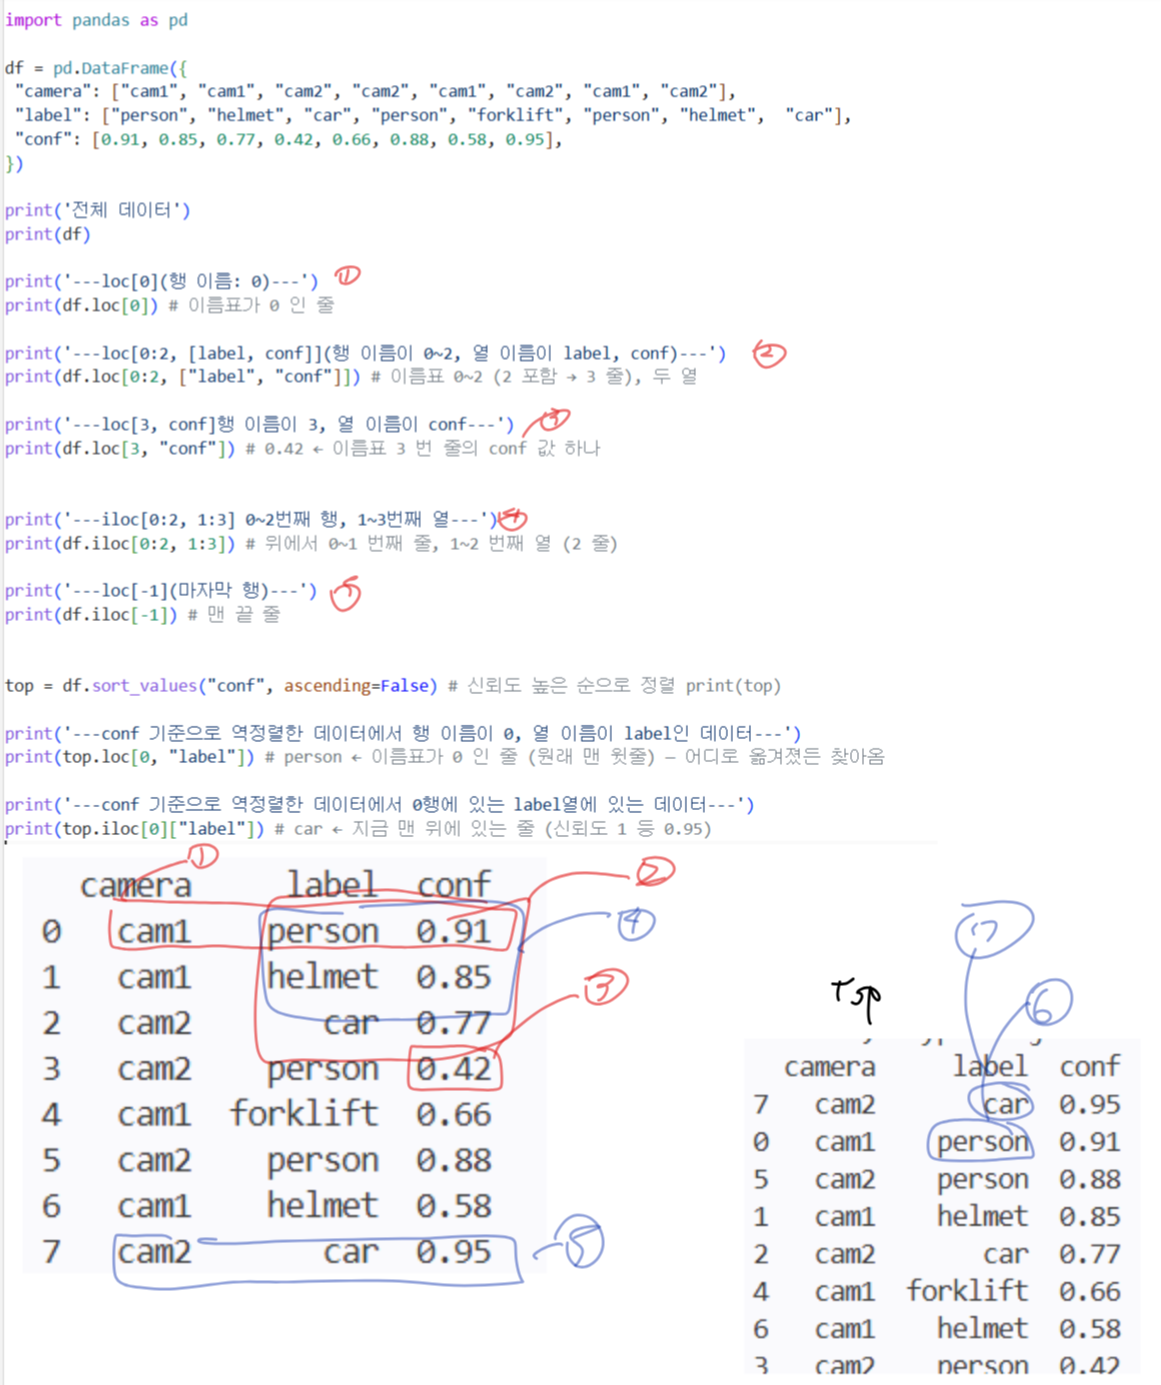 import pandas as pd
df = pd.DataFrame({
"camera": ["cam1", "cam1", "cam2", "cam2", "cam1", "cam2", "cam1", "cam2"],
"label": ["person", "helmet", "car", "person", "forklift", "person", "helmet", "car"],
"conf": [0.91, 0.85, 0.77, 0.42, 0.66, 0.88, 0.58, 0.95],
})
print('전체 데이터')
print(df)
print('---loc[0](행 이름: 0)---') ①
print(df.loc[0]) # 이름표가 0 인 줄
print('---loc[0:2, [label, conf]](행 이름이 0~2, 열 이름이 label, conf)---') ②
print(df.loc[0:2, ["label", "conf"]]) # 이름표 0~2 (2 포함 → 3 줄), 두 열
print('---loc[3, conf]행 이름이 3, 열 이름이 conf---') ③
print(df.loc[3, "conf"]) # 0.42 ← 이름표 3 번 줄의 conf 값 하나
print('---iloc[0:2, 1:3] 0~2번째 행, 1~3번째 열---') ④
print(df.iloc[0:2, 1:3]) # 위에서 0~1 번째 줄, 1~2 번째 열 (2 줄)
print('---loc[-1](마지막 행)---') ⑤
print(df.iloc[-1]) # 맨 끝 줄
top = df.sort_values("conf", ascending=False) # 신뢰도 높은 순으로 정렬 print(top)
print('---conf 기준으로 역정렬한 데이터에서 행 이름이 0, 열 이름이 label인 데이터---')
print(top.loc[0, "label"]) # person ← 이름표가 0 인 줄 (원래 맨 윗줄) — 어디로 옮겨졌든 찾아옴
print('---conf 기준으로 역정렬한 데이터에서 0행에 있는 label열에 있는 데이터---')
print(top.iloc[0]["label"]) # car ← 지금 맨 위에 있는 줄 (신뢰도 1 등 0.95)
①
camera label conf ②
0 cam1 person 0.91 ④
1 cam1 helmet 0.85 ③
2 cam2 car 0.77
3 cam2 person 0.42
4 cam1 forklift 0.66
5 cam2 person 0.88
6 cam1 helmet 0.58
7 cam2 car 0.95 ⑤
⑦
Top ⑥
camera label conf
7 cam2 car 0.95
0 cam1 person 0.91
5 cam2 person 0.88
1 cam1 helmet 0.85
2 cam2 car 0.77
4 cam1 forklift 0.66
6 cam1 helmet 0.58
3 cam2 person 0.42